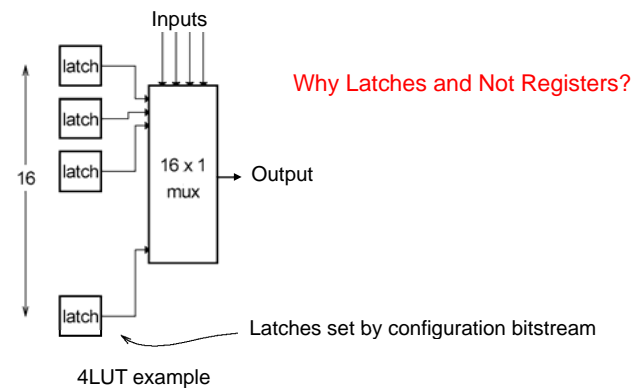 Inputs
latch
Why Latches and Not Registers?
latch
latch
16
16 x 1
mux
Output
latch
Latches set by configuration bitstream
4LUT example